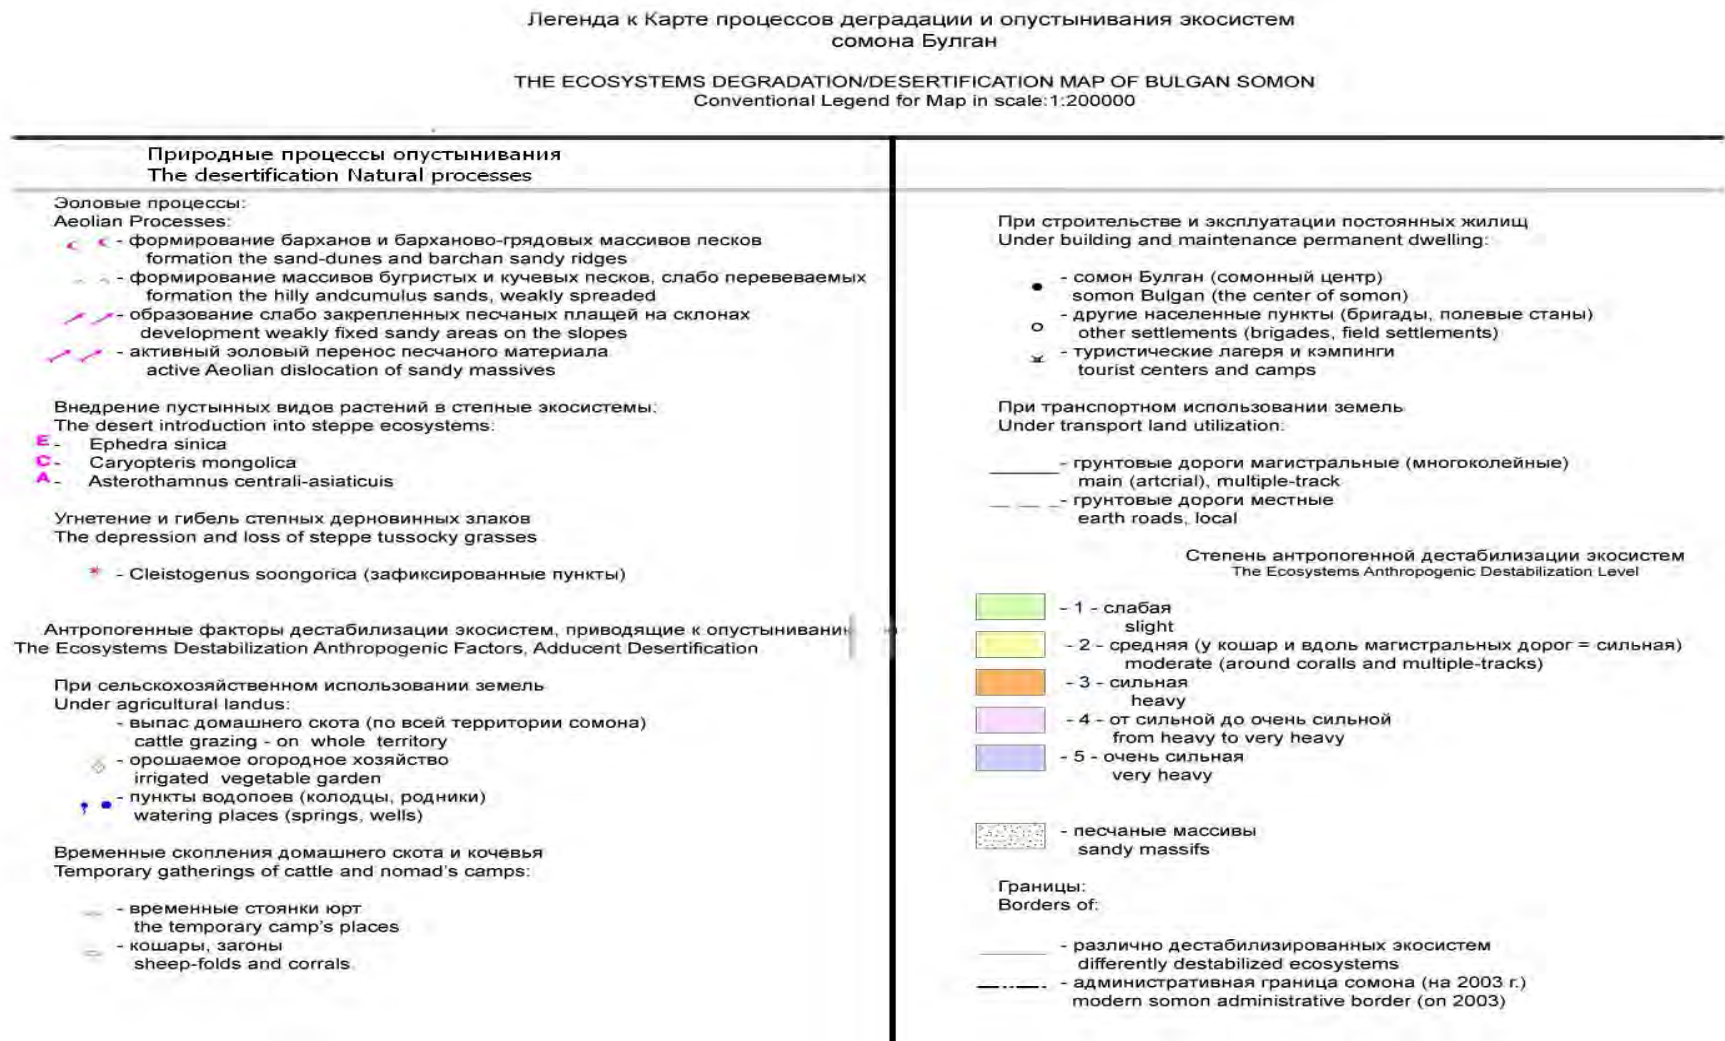 Легенда к Карте процессов деградации и опустынивания экосистем
сомона Булган
THE ECOSYSTEMS DEGRADATION/DESERTIFICATION MAP OF BULGAN SOMON
Conventional Legend for Map in scale:1:200000
Природные процессы опустынивания
The desertification Natural processes
Эоловые процессы:
Aeolian Processes:
- формирование барханов и барханово-грядовых массивов песков
formation the sand-dunes and barchan sandy ridges
- формирование массивов бугристых и кучевых песков, слабо перевеваемых
formation the hilly andcumulus sands, weakly spreaded
- образование слабо закрепленных песчаных плащей на склонах
development weakly fixed sandy areas on the slopes
- активный эоловый перенос песчаного материала
active Aeolian dislocation of sandy massives
Внедрение пустынных видов растений в степные экосистемы:
The desert introduction into steppe ecosystems:
E - Ephedra sinica
C - Caryopteris mongolica
A - Asterothamnus centrali-asiaticuis
Угнетение и гибель степных дерновинных злаков
The depression and loss of steppe tussocky grasses
* - Cleistogenus soongorica (зафиксированные пункты)
Антропогенные факторы дестабилизации экосистем, приводящие к опустынивани
The Ecosystems Destabilization Anthropogenic Factors, Adducent Desertification
При сельскохозяйственном использовании земель
Under agricultural landus:
- выпас домашнего скота (по всей территории сомона)
cattle grazing - on whole territory
- орошаемое огородное хозяйство
irrigated vegetable garden
- пункты водопоев (колодцы, родники)
watering places (springs, wells)
Временные скопления домашнего скота и кочевья
Temporary gatherings of cattle and nomad's camps:
- временные стоянки юрт
the temporary camp's places
- кошары, загоны
sheep-folds and corrals
При строительстве и эксплуатации постоянных жилищ
Under building and maintenance permanent dwelling:
- сомон Булган (сомонный центр)
somon Bulgan (the center of somon)
- другие населенные пункты (бригады, полевые станы)
other settlements (brigades, field settlements)
- туристические лагеря и кэмпинги
tourist centers and camps
При транспортном использовании земель
Under transport land utilization:
- грунтовые дороги магистральные (многоколейные)
main (artcrial), multiple-track
- грунтовые дороги местные
earth roads, local
Степень антропогенной дестабилизации экосистем
The Ecosystems Anthropogenic Destabilization Level
- 1 - слабая
slight
- 2 - средняя (у кошар и вдоль магистральных дорог = сильная)
moderate (around coralls and multiple-tracks)
- 3 - сильная
heavy
- 4 - от сильной до очень сильной
from heavy to very heavy
- 5 - очень сильная
very heavy
- песчаные массивы
sandy massifs
Границы:
Borders of:
- различно дестабилизированных экосистем
differently destabilized ecosystems
- административная граница сомона (на 2003 г.)
modern somon administrative border (on 2003)